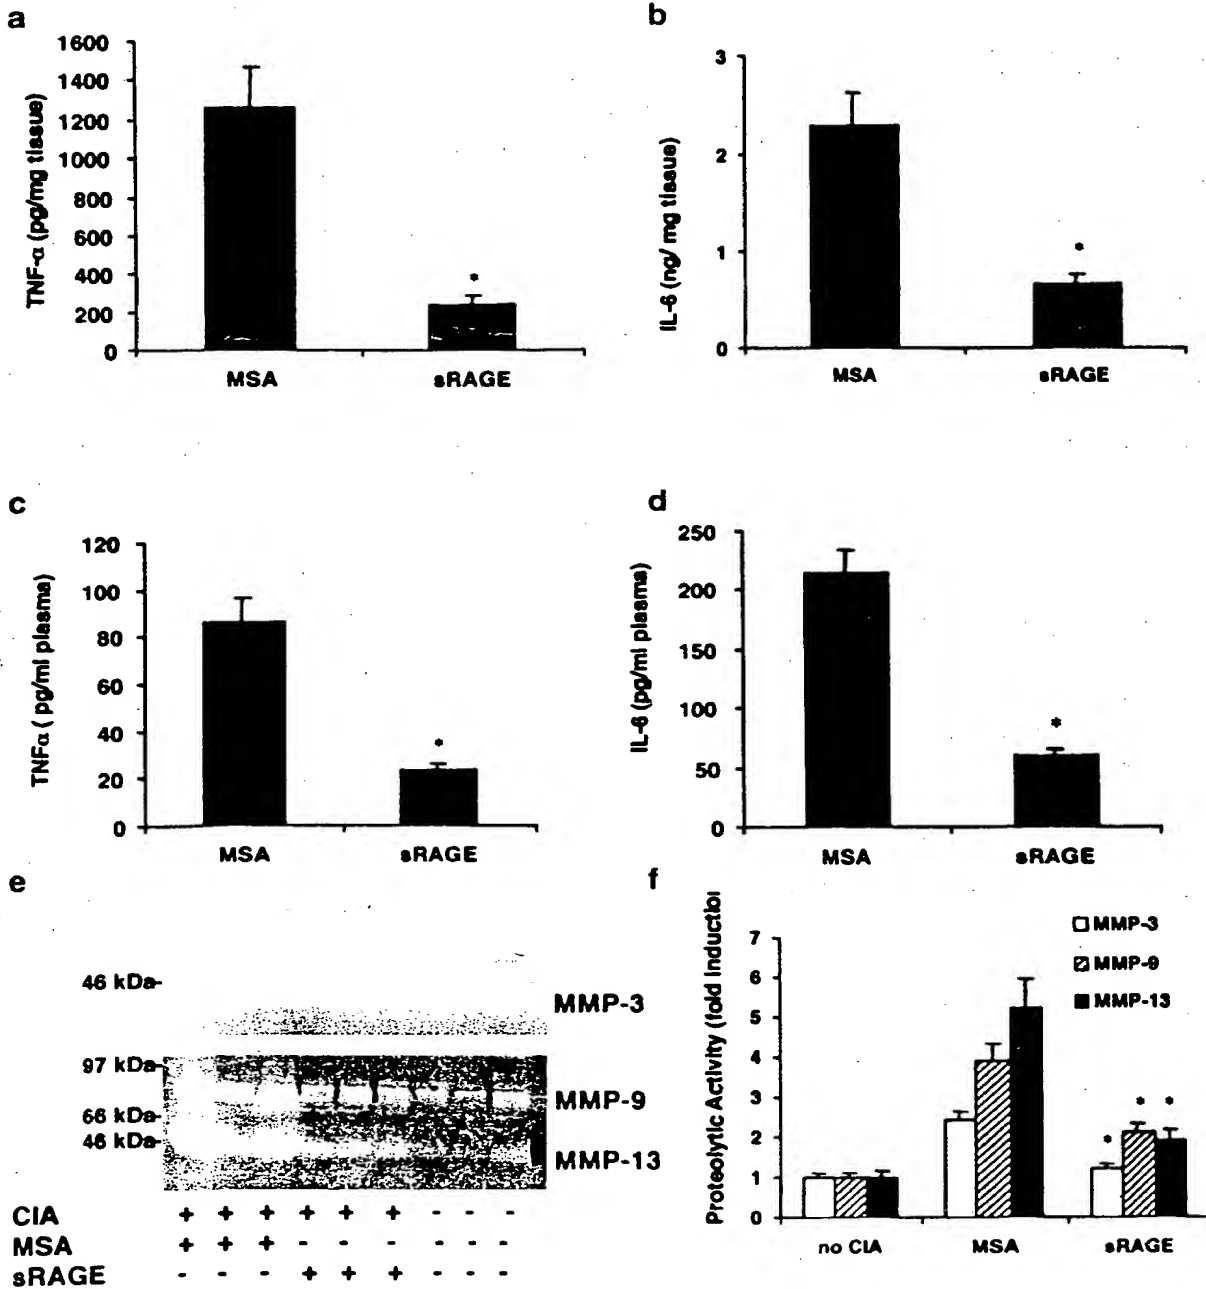 a
1600
1400
1200
1000
800
600
400
200
0
TNF-α (pg/mg tissue)
*
MSA sRAGE
b
3
2
1
0
IL-6 (ng/ mg tissue)
*
MSA sRAGE
c
120
100
80
60
40
20
0
TNFα ( pg/ml plasma)
*
MSA sRAGE
d
250
200
150
100
50
0
IL-6 (pg/ml plasma)
*
MSA sRAGE
e
46 kDa-
MMP-3
97 kDa-
MMP-9
66 kDa-
46 kDa-
MMP-13
CIA + + + + + + - - -
MSA + + + - - - - - -
sRAGE - - - + + + - - -
f
Proteolytic Activity (fold Induction
7
6
5
4
3
2
1
0
MMP-3
MMP-9
MMP-13
* * *
no CIA MSA sRAGE